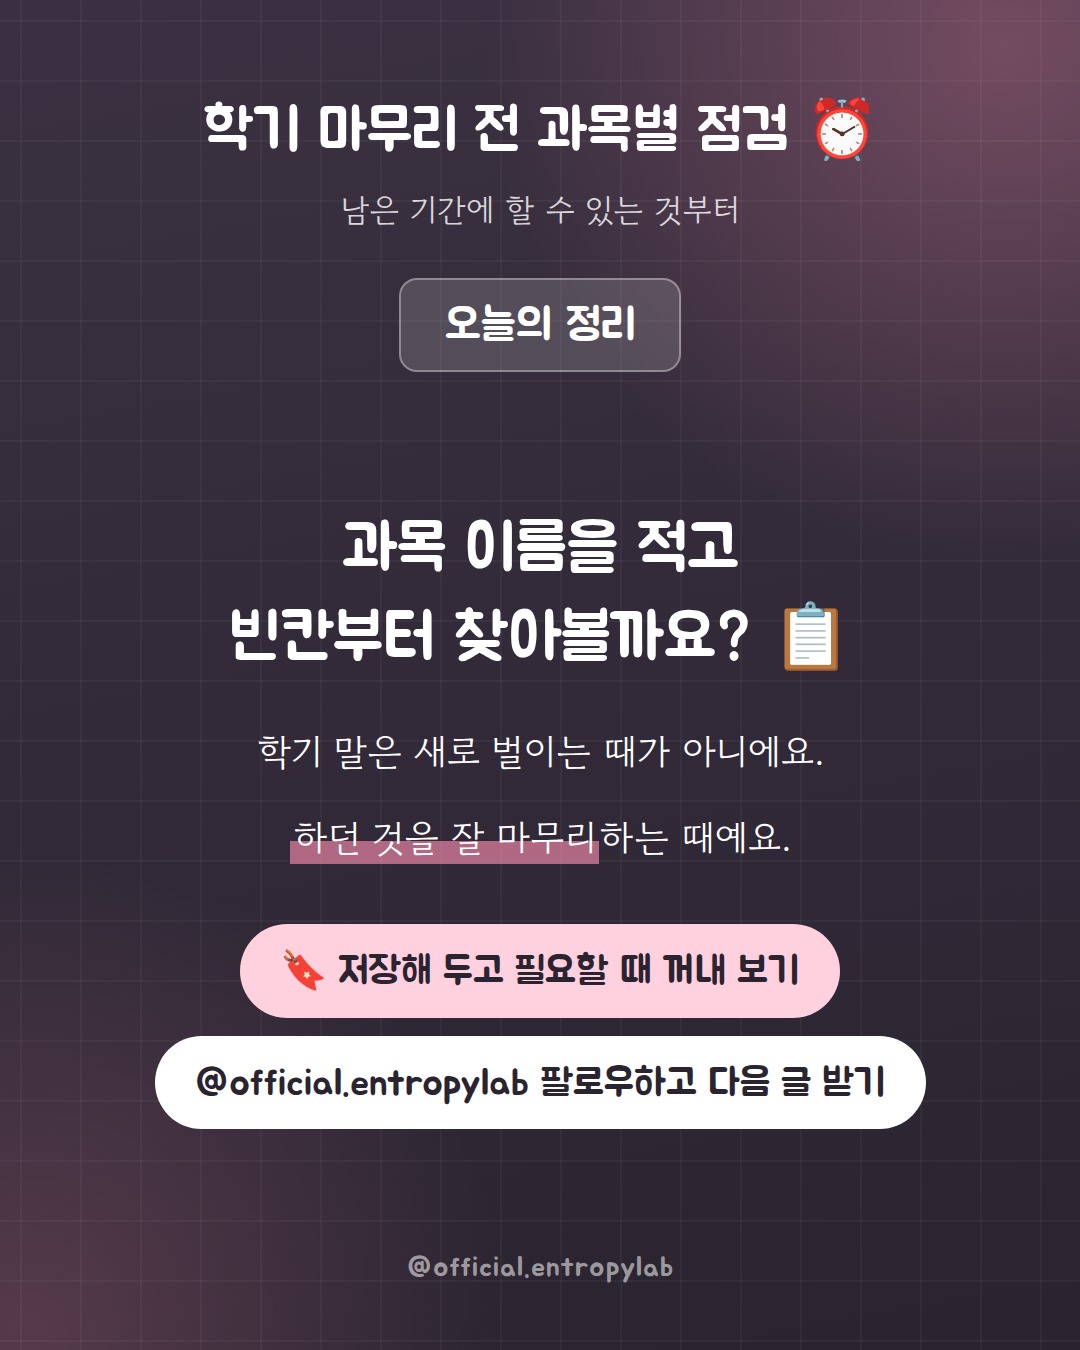 학기 마무리 전 과목별 점검 ⏰
남은 기간에 할 수 있는 것부터
오늘의 정리
과목 이름을 적고
빈칸부터 찾아볼까요? 📋
학기 말은 새로 벌이는 때가 아니에요.
하던 것을 잘 마무리하는 때예요.
🔖 저장해 두고 필요할 때 꺼내 보기
@official.entropylab 팔로우하고 다음 글 받기
@official.entropylab